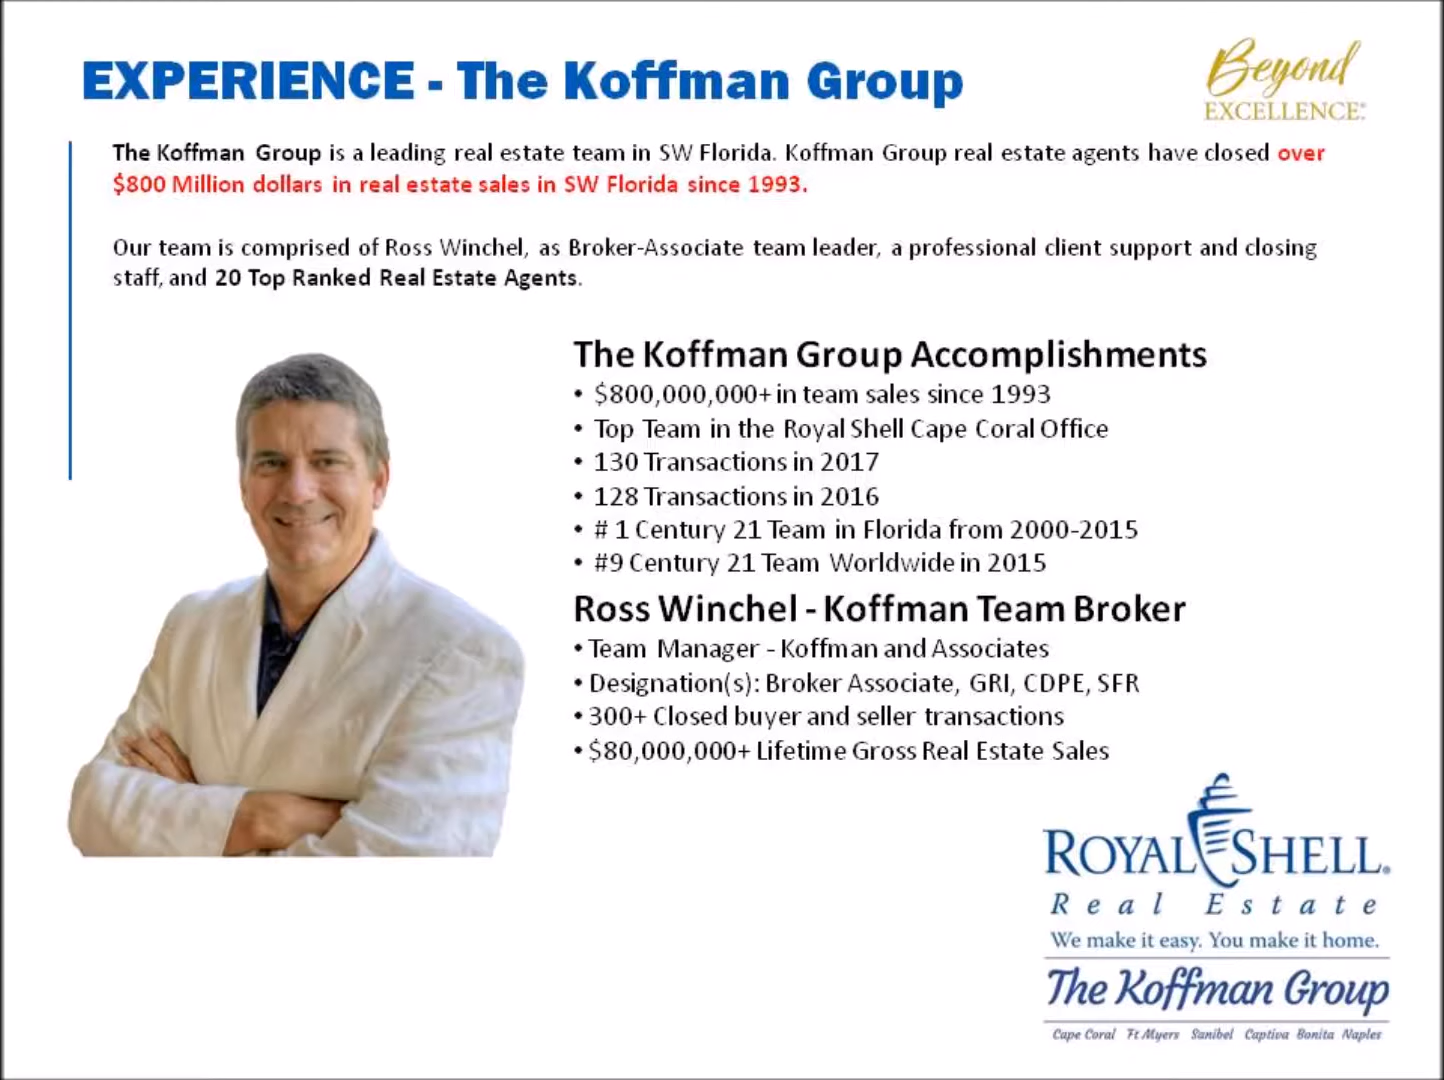 EXPERIENCE - The Koffman Group
Beyond
EXCELLENCE®
The Koffman Group is a leading real estate team in SW Florida. Koffman Group real estate agents have closed over
$800 Million dollars in real estate sales in SW Florida since 1993.
Our team is comprised of Ross Winchel, as Broker-Associate team leader, a professional client support and closing
staff, and 20 Top Ranked Real Estate Agents.
The Koffman Group Accomplishments
• $800,000,000+ in team sales since 1993
• Top Team in the Royal Shell Cape Coral Office
• 130 Transactions in 2017
• 128 Transactions in 2016
• # 1 Century 21 Team in Florida from 2000-2015
• #9 Century 21 Team Worldwide in 2015
Ross Winchel - Koffman Team Broker
• Team Manager - Koffman and Associates
• Designation(s): Broker Associate, GRI, CDPE, SFR
• 300+ Closed buyer and seller transactions
• $80,000,000+ Lifetime Gross Real Estate Sales
ROYAL SHELL®
Real Estate
We make it easy. You make it home.
The Koffman Group
Cape Coral Ft Myers Sanibel Captiva Bonita Naples